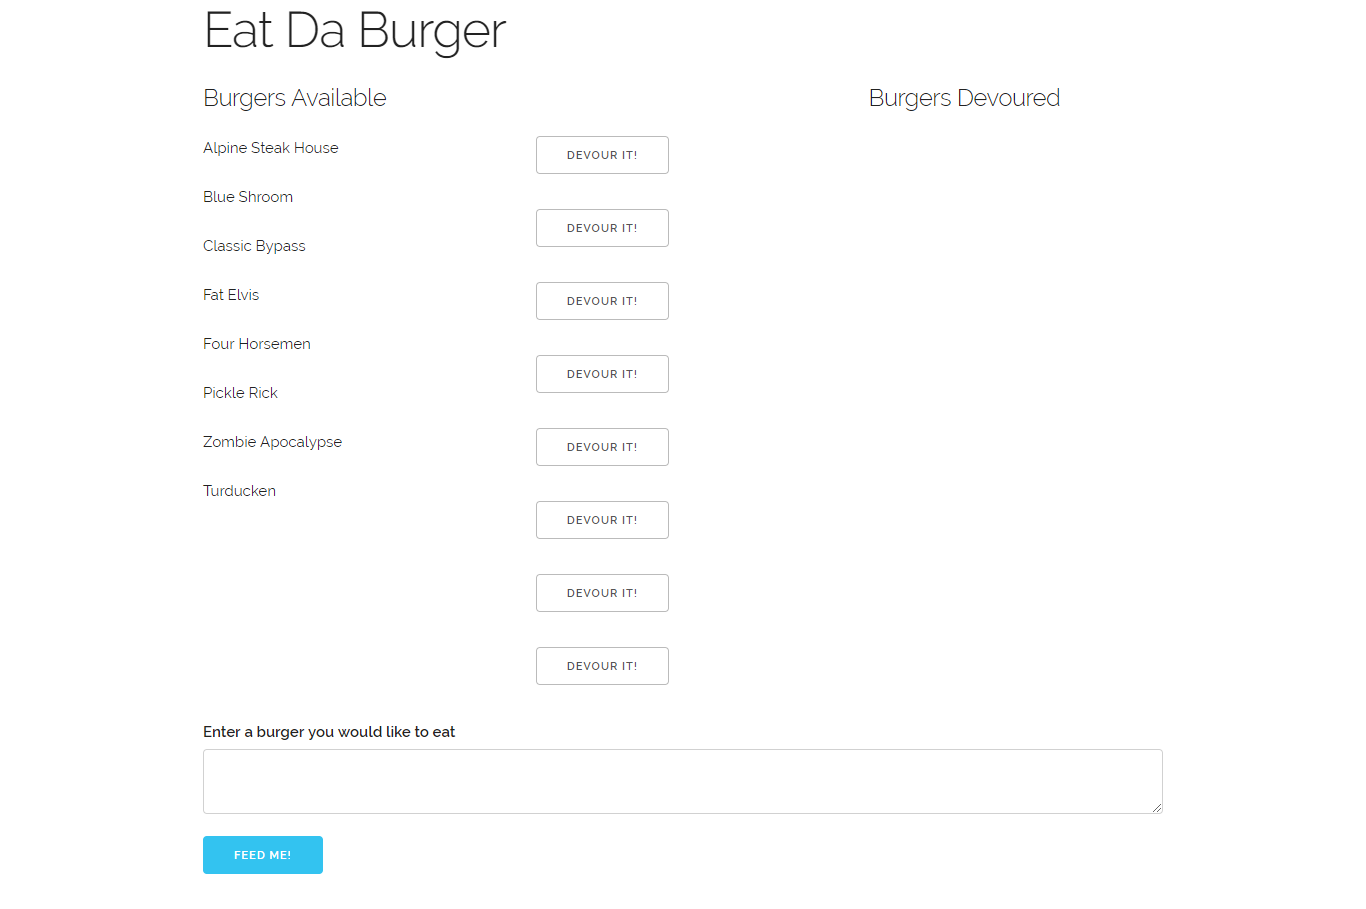 Eat Da Burger
Burgers Available
Burgers Devoured
Alpine Steak House
DEVOUR IT!
Blue Shroom
DEVOUR IT!
Classic Bypass
DEVOUR IT!
Fat Elvis
DEVOUR IT!
Four Horsemen
DEVOUR IT!
Pickle Rick
DEVOUR IT!
Zombie Apocalypse
DEVOUR IT!
Turducken
DEVOUR IT!
Enter a burger you would like to eat
FEED ME!